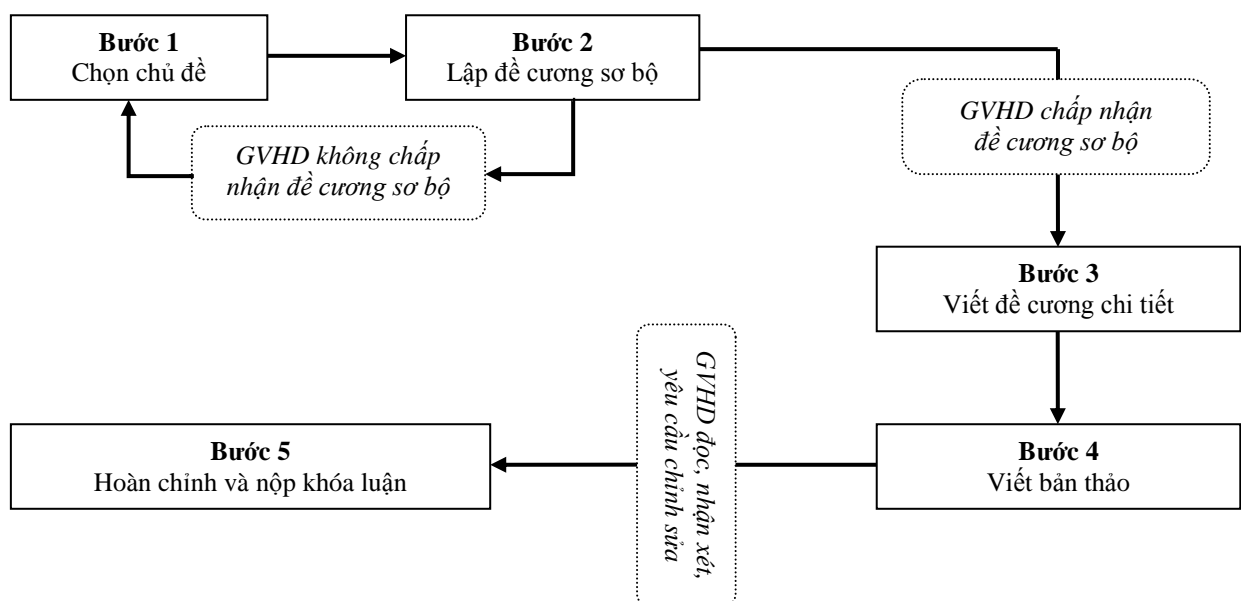 Bước 1
Chọn chủ đề
Bước 2
Lập đề cương sơ bộ
GVHD không chấp
nhận đề cương sơ bộ
GVHD chấp nhận
đề cương sơ bộ
Bước 3
Viết đề cương chi tiết
Bước 4
Viết bản thảo
GVHD đọc, nhận xét,
yêu cầu chỉnh sửa
Bước 5
Hoàn chỉnh và nộp khóa luận